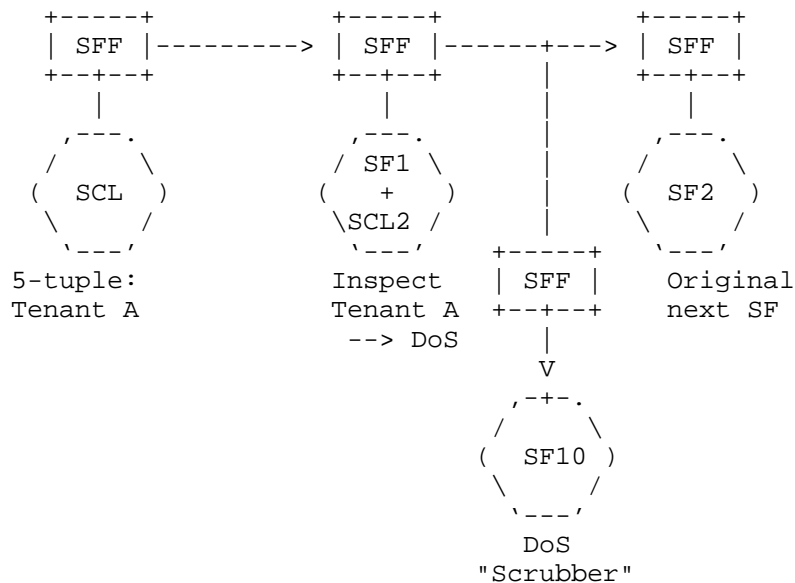 SFF SFF SFF
SCL SF1 + SCL2 SF2
5-tuple: Tenant A
Inspect Tenant A --> DoS
SFF
Original next SF
SF10
DoS "Scrubber"